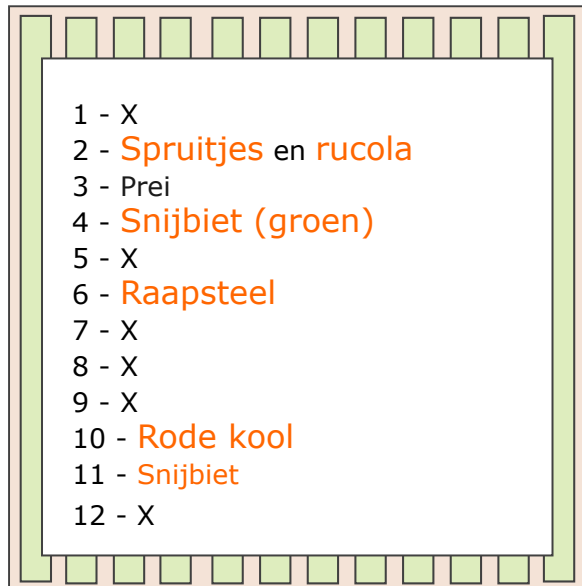 1 - X
2 - Spruitjes en rucola
3 - Prei
4 - Snijbiet (groen)
5 - X
6 - Raapsteel
7 - X
8 - X
9 - X
10 - Rode kool
11 - Snijbiet
12 - X